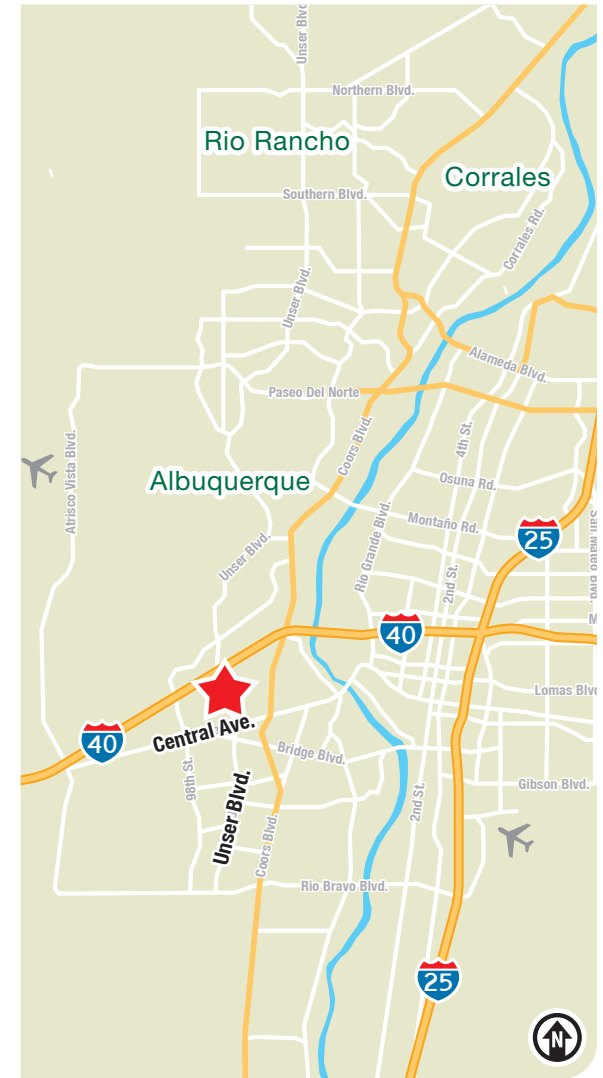 Unser Blvd.
Northern Blvd.
Rio Rancho
Corrales
Southern Blvd.
Corrales Rd.
Unser Blvd.
Alameda Blvd.
Paseo Del Norte
Coors Blvd.
4th St.
Atrisco Vista Blvd.
Albuquerque
Osuna Rd.
Montaño Rd.
25
San Mateo Blvd.
Unser Blvd.
Rio Grande Blvd.
2nd St.
M
40
Lomas Blvd
Central Ave.
40
Bridge Blvd.
98th St.
Unser Blvd.
Coors Blvd.
2nd St.
Gibson Blvd.
Rio Bravo Blvd.
25
N